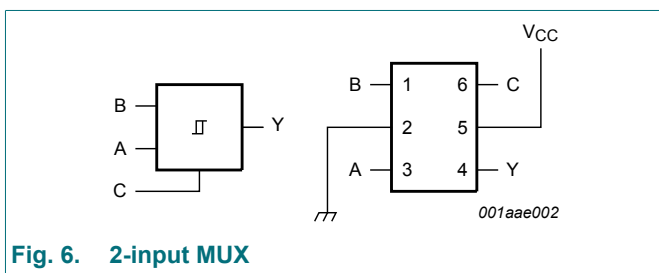 VCC
B 1 6 C
B
Y
2 5
A
A 3 4 Y
C
001aae002
Fig. 6. 2-input MUX